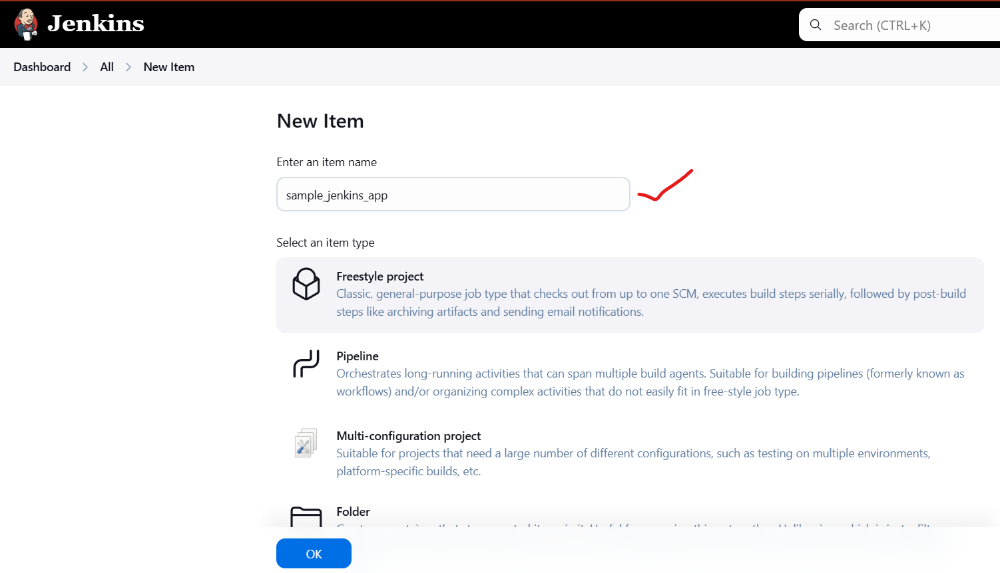 Jenkins
Search (CTRL+K)
Dashboard > All > New Item
New Item
Enter an item name
sample_jenkins_app
Select an item type
Freestyle project
Classic, general-purpose job type that checks out from up to one SCM, executes build steps serially, followed by post-build
steps like archiving artifacts and sending email notifications.
Pipeline
Orchestrates long-running activities that can span multiple build agents. Suitable for building pipelines (formerly known as
workflows) and/or organizing complex activities that do not easily fit in free-style job type.
Multi-configuration project
Suitable for projects that need a large number of different configurations, such as testing on multiple environments,
platform-specific builds, etc.
Folder
OK